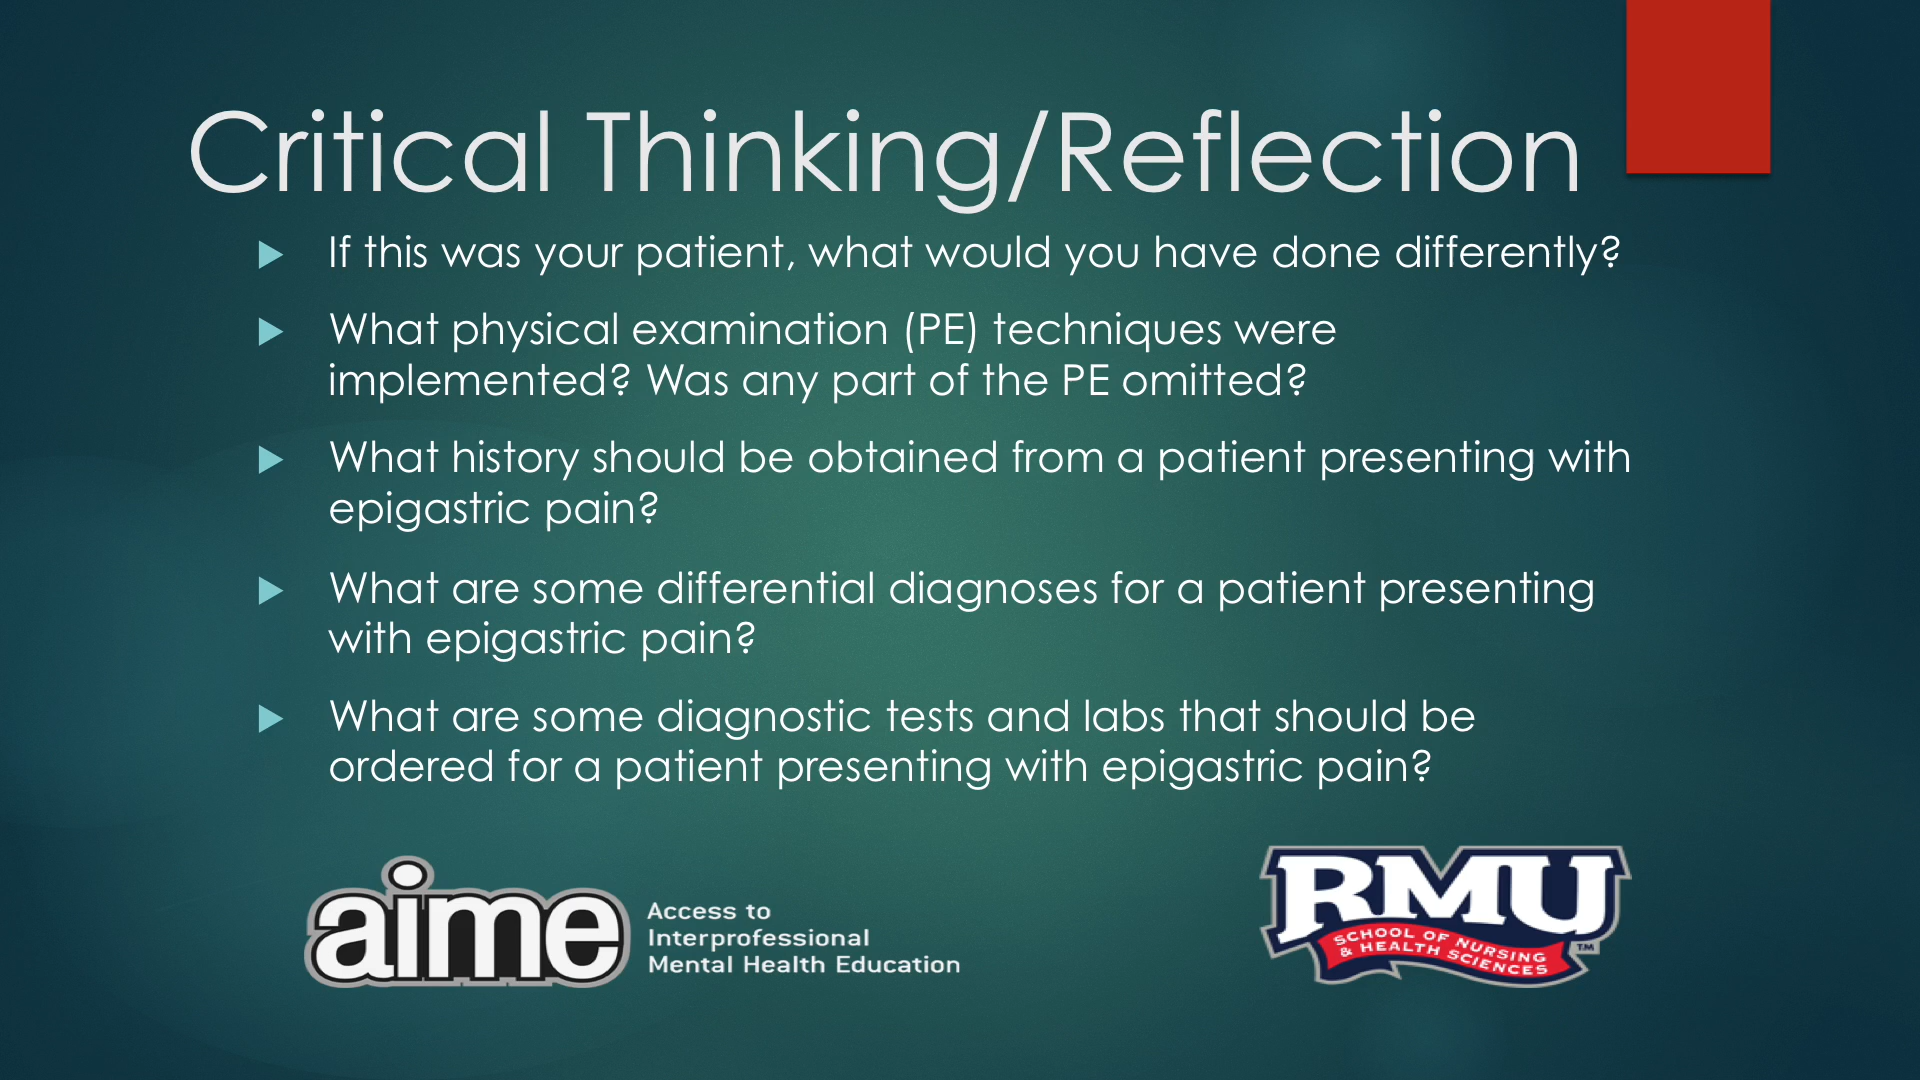 Critical Thinking/Reflection
If this was your patient, what would you have done differently?
What physical examination (PE) techniques were
implemented? Was any part of the PE omitted?
What history should be obtained from a patient presenting with
epigastric pain?
What are some differential diagnoses for a patient presenting
with epigastric pain?
What are some diagnostic tests and labs that should be
ordered for a patient presenting with epigastric pain?
aime
Access to
Interprofessional
Mental Health Education
RMU
SCHOOL OF NURSING
& HEALTH SCIENCES
TM